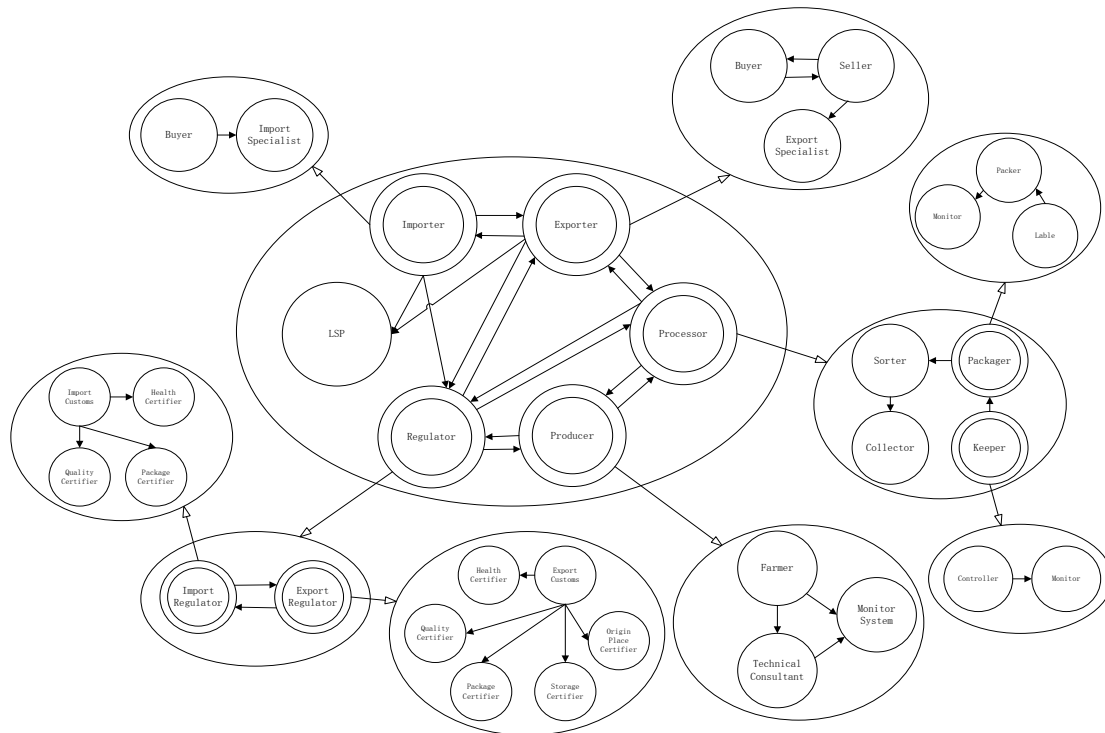 Buyer
Seller
Export
Specialist
Buyer
Import
Specialist
Packer
Monitor
Lable
Importer
Exporter
LSP
Processor
Regulator
Producer
Sorter
Packager
Collector
Keeper
Import
Customs
Health
Certifier
Quality
Certifier
Package
Certifier
Import
Regulator
Export
Regulator
Health
Certifier
Export
Customs
Quality
Certifier
Origin
Place
Certifier
Package
Certifier
Storage
Certifier
Farmer
Monitor
System
Technical
Consultant
Controller
Monitor